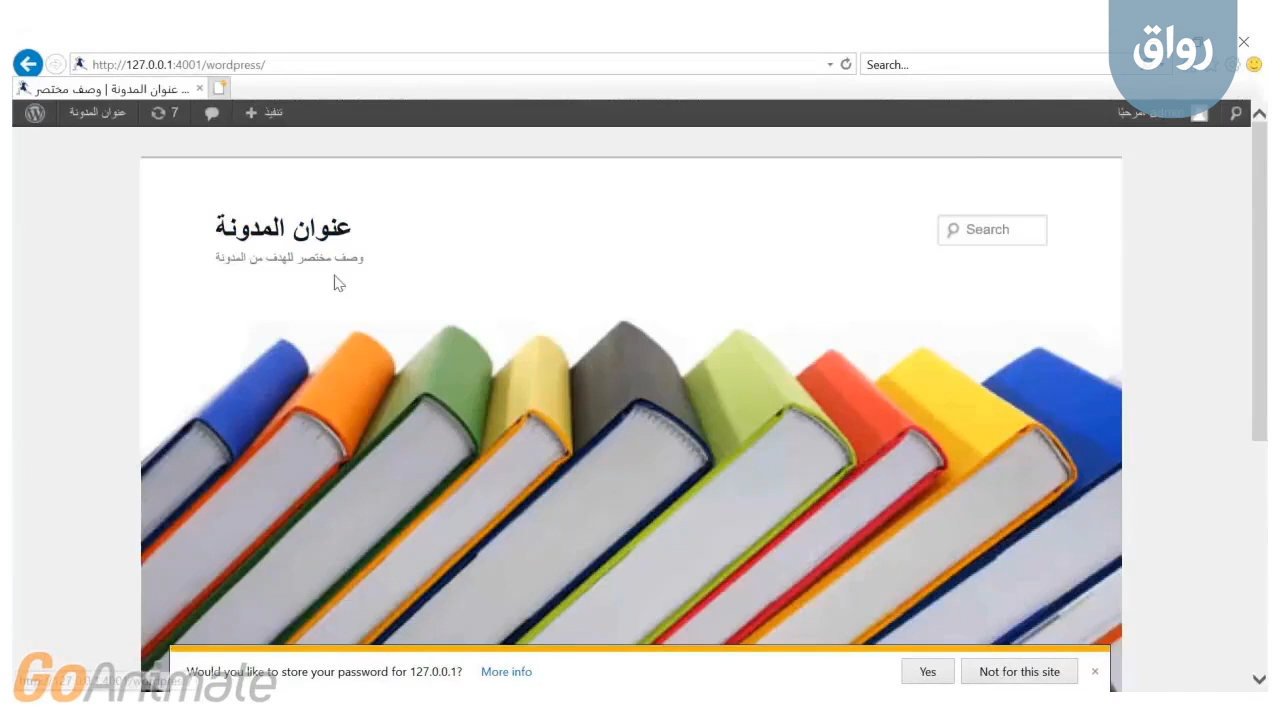 رواق
http://127.0.0.1:4001/wordpress/
Search...
عنوان المدونة | وصف مختصر ...
عنوان المدونة
7
تنفيذ
مرحبًا
عنوان المدونة
وصف مختصر للهدف من المدونة
Search
Would you like to store your password for 127.0.0.1? More info
Yes
Not for this site
GoAnimate